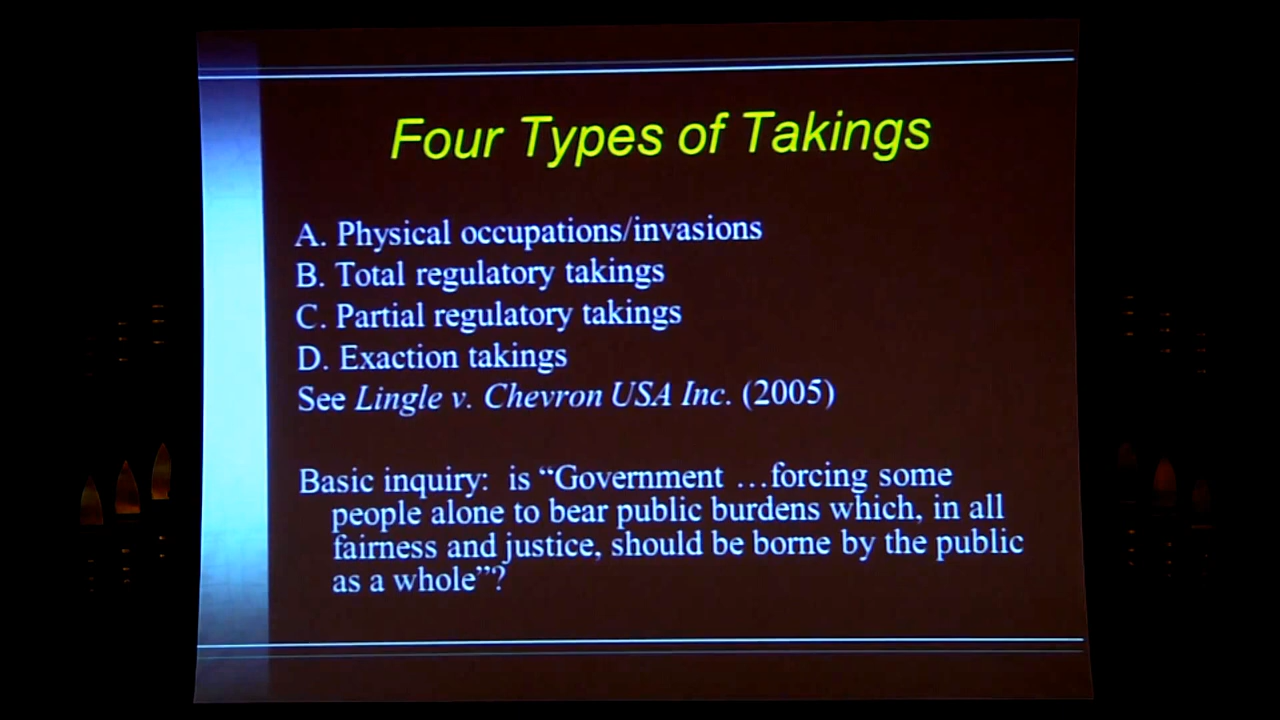 Four Types of Takings
A. Physical occupations/invasions
B. Total regulatory takings
C. Partial regulatory takings
D. Exaction takings
See Lingle v. Chevron USA Inc. (2005)
Basic inquiry: is “Government …forcing some
people alone to bear public burdens which, in all
fairness and justice, should be borne by the public
as a whole”?